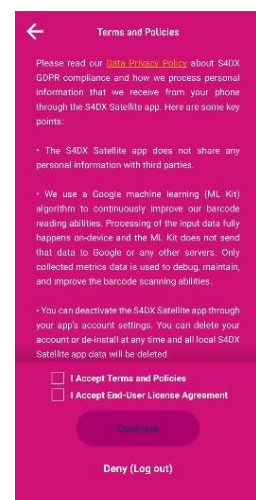 Terms and Policies
Please read our Data Privacy Policy about S4DX
GDPR compliance and how we process personal
information that we receive from your phone
through the S4DX Satellite app. Here are some key
points:
• The S4DX Satellite app does not share any
personal information with third parties.
• We use a Google machine learning (ML Kit)
algorithm to continuously improve our barcode
reading abilities. Processing of the input data fully
happens on-device and the ML Kit does not send
that data to Google or any other servers. Only
collected metrics data is used to debug, maintain,
and improve the barcode scanning abilities.
• You can deactivate the S4DX Satellite app through
your app's account settings. You can delete your
account or de-install at any time and all local S4DX
Satellite app data will be deleted.
I Accept Terms and Policies
I Accept End-User License Agreement
Continue
Deny (Log out)